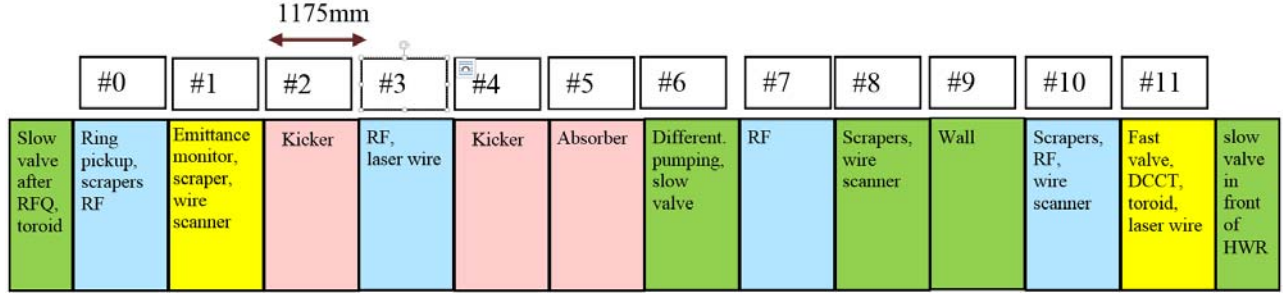 1175mm
#0
#1
#2
#3
#4
#5
#6
#7
#8
#9
#10
#11
Slow
valve
after
RFQ,
toroid
Ring
pickup,
scrapers
RF
Emittance
monitor,
scraper,
wire
scanner
Kicker
RF,
laser wire
Kicker
Absorber
Different.
pumping,
slow
valve
RF
Scrapers,
wire
scanner
Wall
Scrapers,
RF,
wire
scanner
Fast
valve,
DCCT,
toroid,
laser wire
slow
valve
in
front
of
HWR